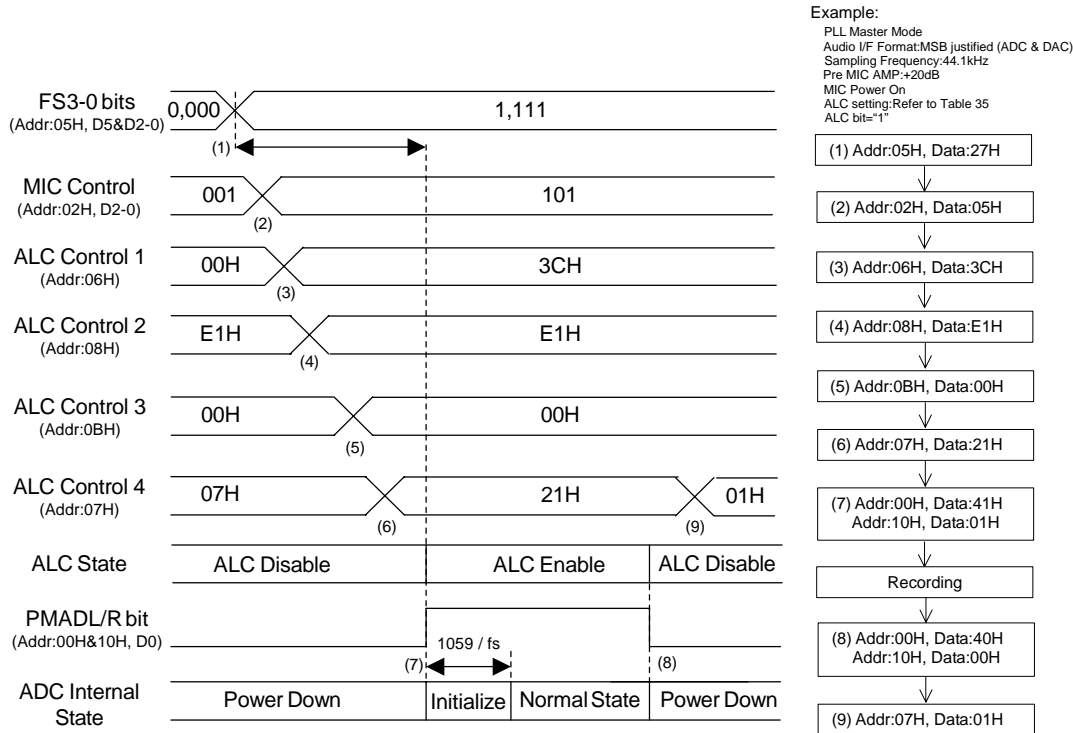 Example:
PLL Master Mode
Audio I/F Format:MSB justified (ADC & DAC)
Sampling Frequency:44.1kHz
Pre MIC AMP:+20dB
MIC Power On
ALC setting:Refer to Table 35
ALC bit="1"
FS3-0 bits
(Addr:05H, D5&D2-0)
0,000
1,111
(1)
MIC Control
(Addr:02H, D2-0)
001
101
(2)
ALC Control 1
(Addr:06H)
00H
3CH
(3)
ALC Control 2
(Addr:08H)
E1H
E1H
(4)
ALC Control 3
(Addr:0BH)
00H
00H
(5)
ALC Control 4
(Addr:07H)
07H
21H
01H
(6)
(9)
ALC State
ALC Disable
ALC Enable
ALC Disable
PMADL/R bit
(Addr:00H&10H, D0)
1059 / fs
(7)
(8)
ADC Internal
State
Power Down
Initialize
Normal State
Power Down
(1) Addr:05H, Data:27H
(2) Addr:02H, Data:05H
(3) Addr:06H, Data:3CH
(4) Addr:08H, Data:E1H
(5) Addr:0BH, Data:00H
(6) Addr:07H, Data:21H
(7) Addr:00H, Data:41H
Addr:10H, Data:01H
Recording
(8) Addr:00H, Data:40H
Addr:10H, Data:00H
(9) Addr:07H, Data:01H